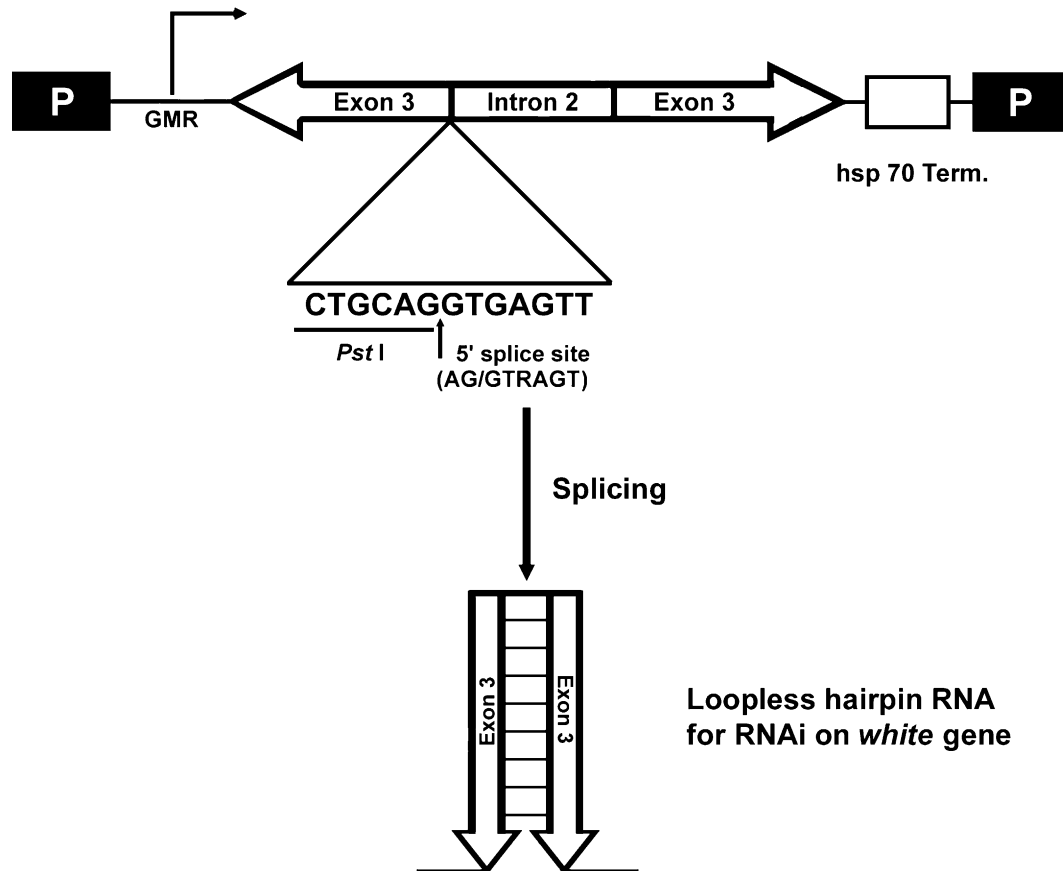 P
Exon 3
Intron 2
Exon 3
P
GMR
hsp 70 Term.
CTGCAGGTGAGTT
Pst I
5' splice site
(AG/GTRAGT)
Splicing
Exon 3
Exon 3
Loopless hairpin RNA
for RNAi on white gene